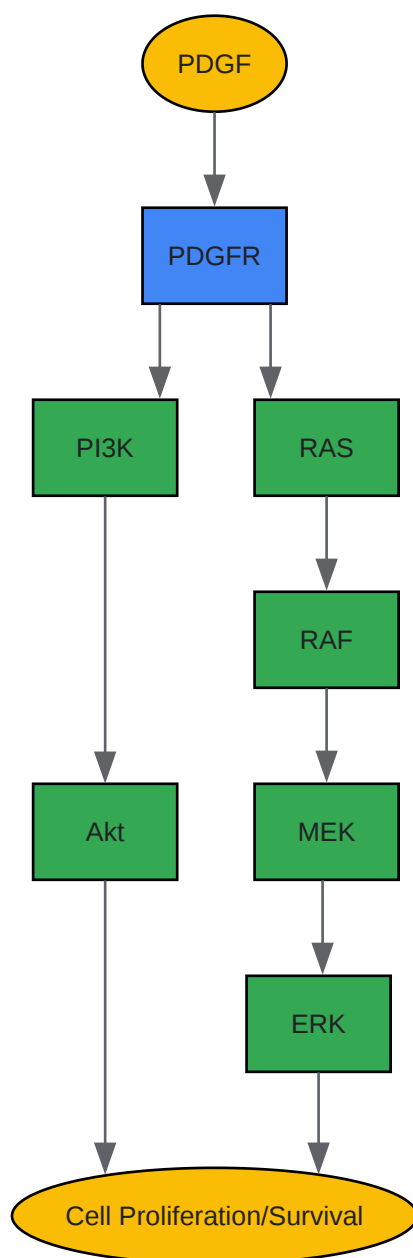 PDGF
PDGFR
PI3K
RAS
RAF
Akt
MEK
ERK
Cell Proliferation/Survival